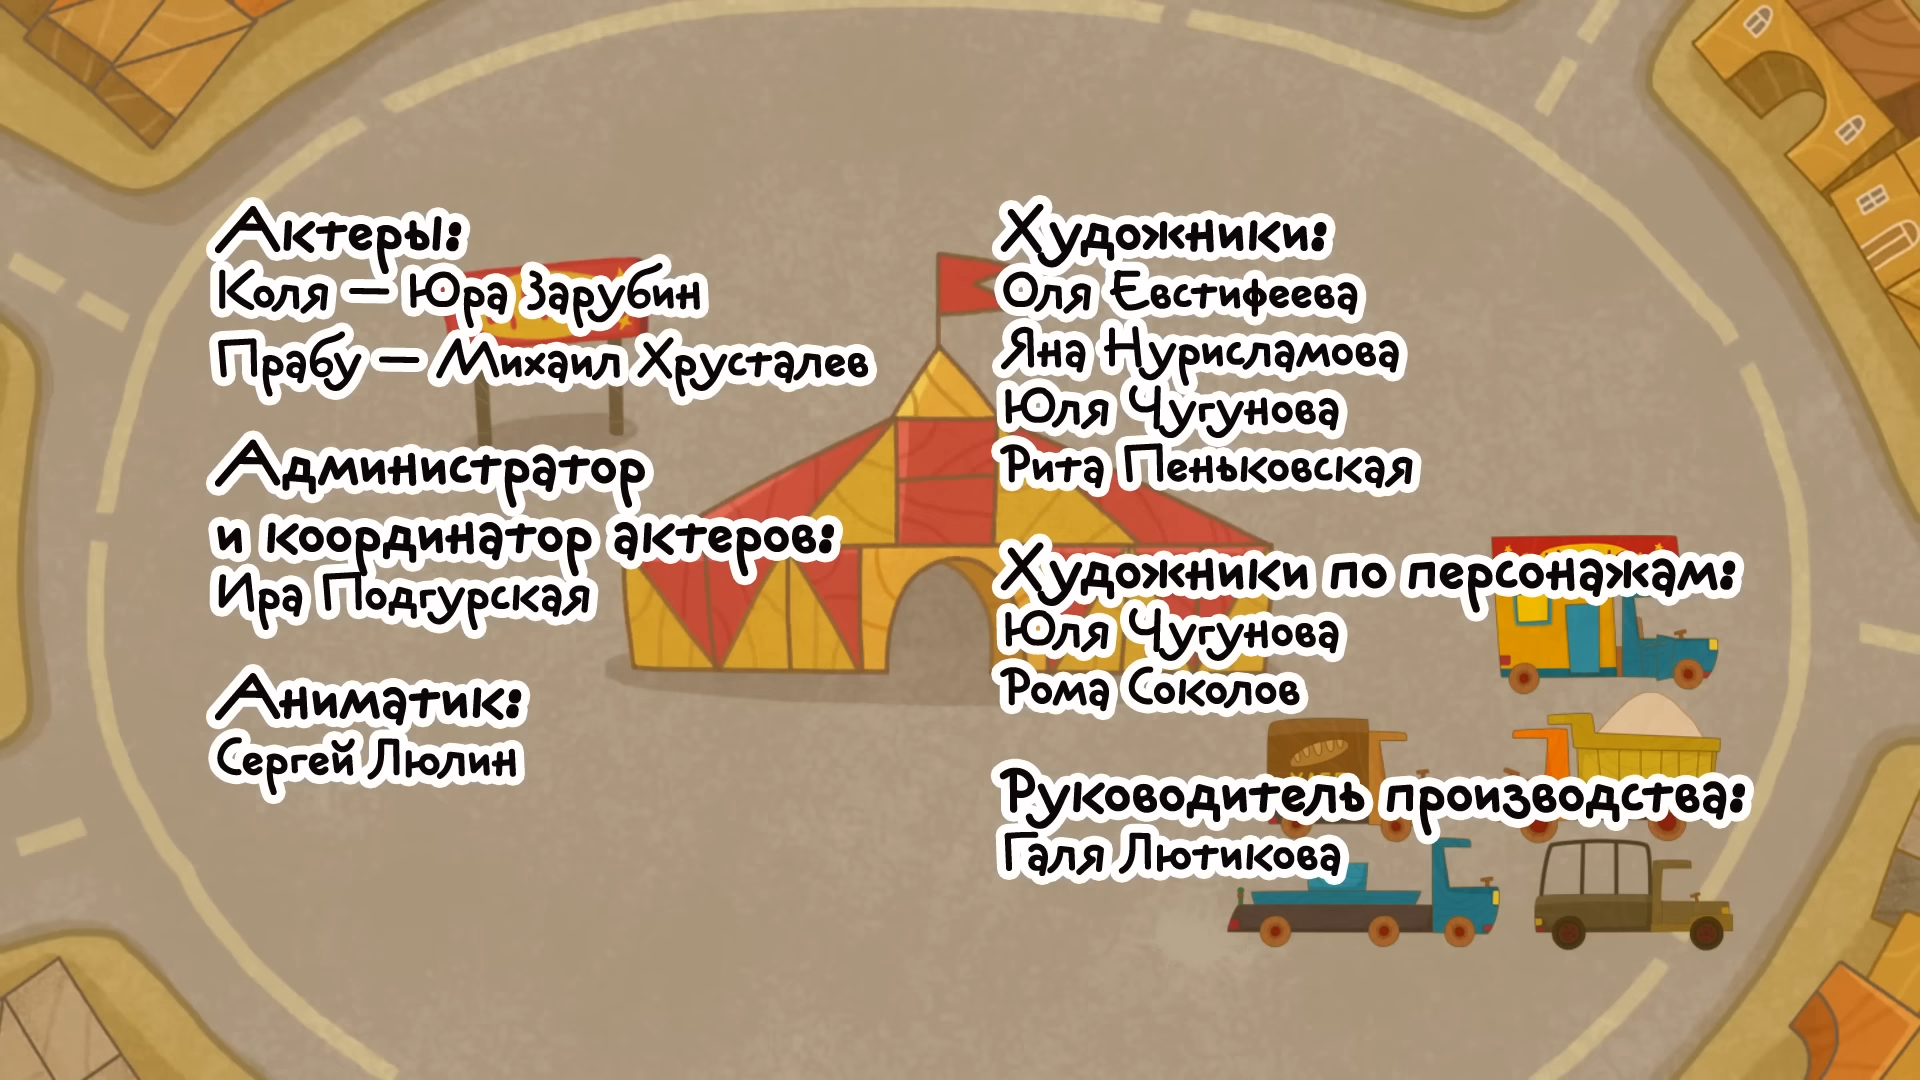 Актеры:
Коля — Юра Зарубин
Прабу — Михаил Хрусталев
Администратор
и координатор актеров:
Ира Подгурская
Аниматик:
Сергей Люлин
Художники:
Оля Евстифеева
Яна Нурисламова
Юля Чугунова
Рита Пеньковская
Художники по персонажам:
Юля Чугунова
Рома Соколов
Руководитель производства:
Галя Лютикова